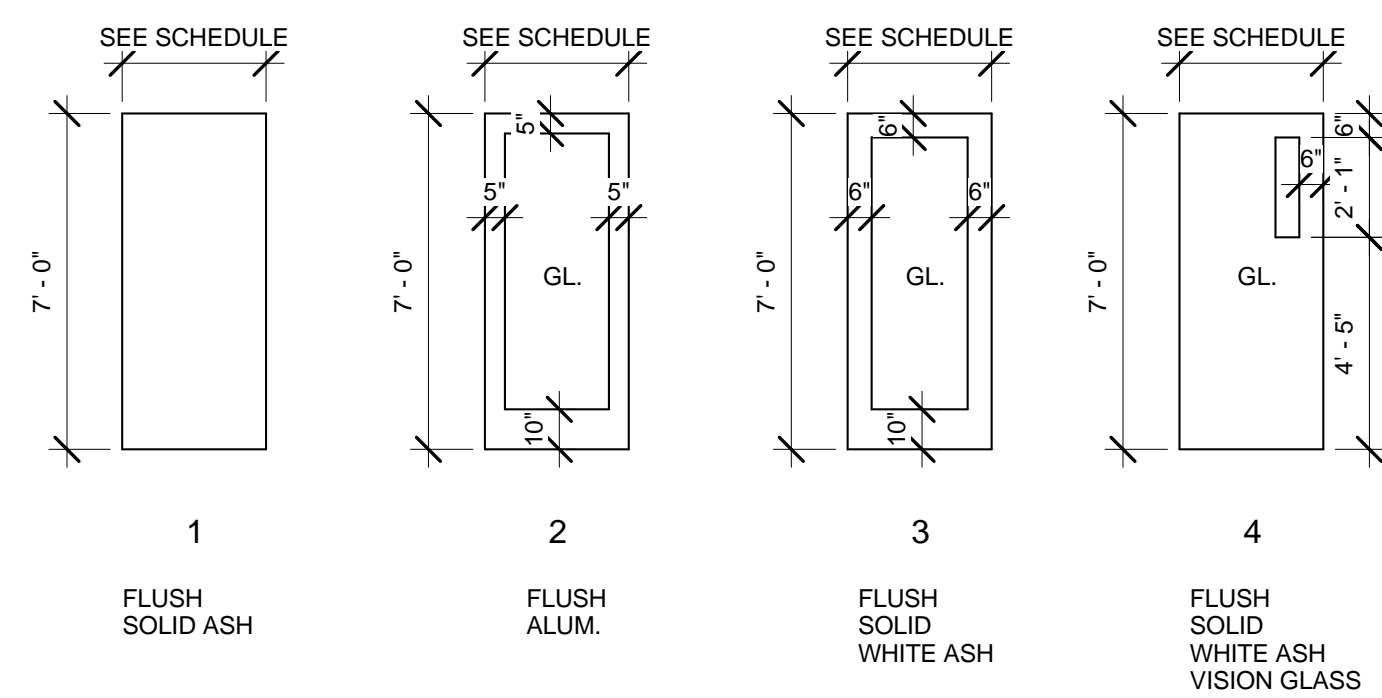 SEE SCHEDULE
7' - 0"
1
FLUSH
SOLID ASH
SEE SCHEDULE
7' - 0"
5"
5"
5"
GL.
10"
2
FLUSH
ALUM.
SEE SCHEDULE
7' - 0"
6"
6"
6"
GL.
10"
3
FLUSH
SOLID
WHITE ASH
SEE SCHEDULE
7' - 0"
6"
6"
2' - 1"
GL.
4' - 5"
4
FLUSH
SOLID
WHITE ASH
VISION GLASS